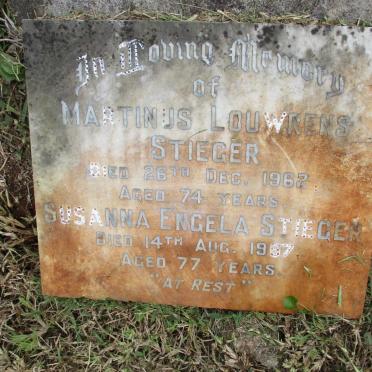 In Loving Memory
of
MARTINUS LOUWRENS
STIEGER
DIED 26TH DEC. 1962
AGED 74 YEARS
SUSANNA ENGELA STIEGER
DIED 14TH AUG. 1967
AGED 77 YEARS
"AT REST"